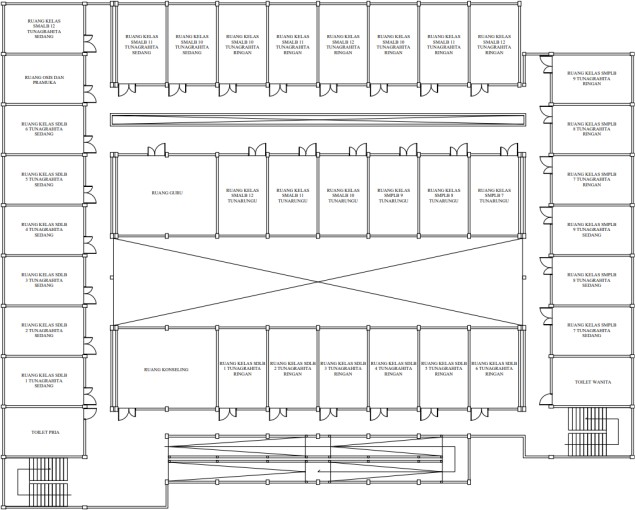 RUANG KELAS
SMALB 12
TUNAGRAHITA
SEDANG
RUANG KELAS
SMALB 11
TUNAGRAHITA
SEDANG
RUANG KELAS
SMALB 10
TUNAGRAHITA
SEDANG
RUANG KELAS
SMALB 10
TUNAGRAHITA
RINGAN
RUANG KELAS
SMALB 11
TUNAGRAHITA
RINGAN
RUANG KELAS
SMALB 12
TUNAGRAHITA
RINGAN
RUANG KELAS
SMALB 10
TUNAGRAHITA
RINGAN
RUANG KELAS
SMALB 11
TUNAGRAHITA
RINGAN
RUANG KELAS
SMALB 12
TUNAGRAHITA
RINGAN
RUANG OSIS DAN
PRAMUKA
RUANG KELAS SDLB
6 TUNAGRAHITA
SEDANG
RUANG KELAS SDLB
5 TUNAGRAHITA
SEDANG
RUANG KELAS SDLB
4 TUNAGRAHITA
SEDANG
RUANG KELAS SDLB
3 TUNAGRAHITA
SEDANG
RUANG KELAS SDLB
2 TUNAGRAHITA
SEDANG
RUANG KELAS SDLB
1 TUNAGRAHITA
SEDANG
TOILET PRIA
RUANG GURU
RUANG KELAS
SMALB 12
TUNARUNGU
RUANG KELAS
SMALB 11
TUNARUNGU
RUANG KELAS
SMALB 10
TUNARUNGU
RUANG KELAS
SMPLB 9
TUNARUNGU
RUANG KELAS
SMPLB 8
TUNARUNGU
RUANG KELAS
SMPLB 7
TUNARUNGU
RUANG KONSELING
RUANG KELAS SDLB
1 TUNAGRAHITA
RINGAN
RUANG KELAS SDLB
2 TUNAGRAHITA
RINGAN
RUANG KELAS SDLB
3 TUNAGRAHITA
RINGAN
RUANG KELAS SDLB
4 TUNAGRAHITA
RINGAN
RUANG KELAS SDLB
5 TUNAGRAHITA
RINGAN
RUANG KELAS SDLB
6 TUNAGRAHITA
RINGAN
RUANG KELAS SMPLB
9 TUNAGRAHITA
RINGAN
RUANG KELAS SMPLB
8 TUNAGRAHITA
RINGAN
RUANG KELAS SMPLB
7 TUNAGRAHITA
RINGAN
RUANG KELAS SMPLB
9 TUNAGRAHITA
SEDANG
RUANG KELAS SMPLB
8 TUNAGRAHITA
SEDANG
RUANG KELAS SMPLB
7 TUNAGRAHITA
SEDANG
TOILET WANITA